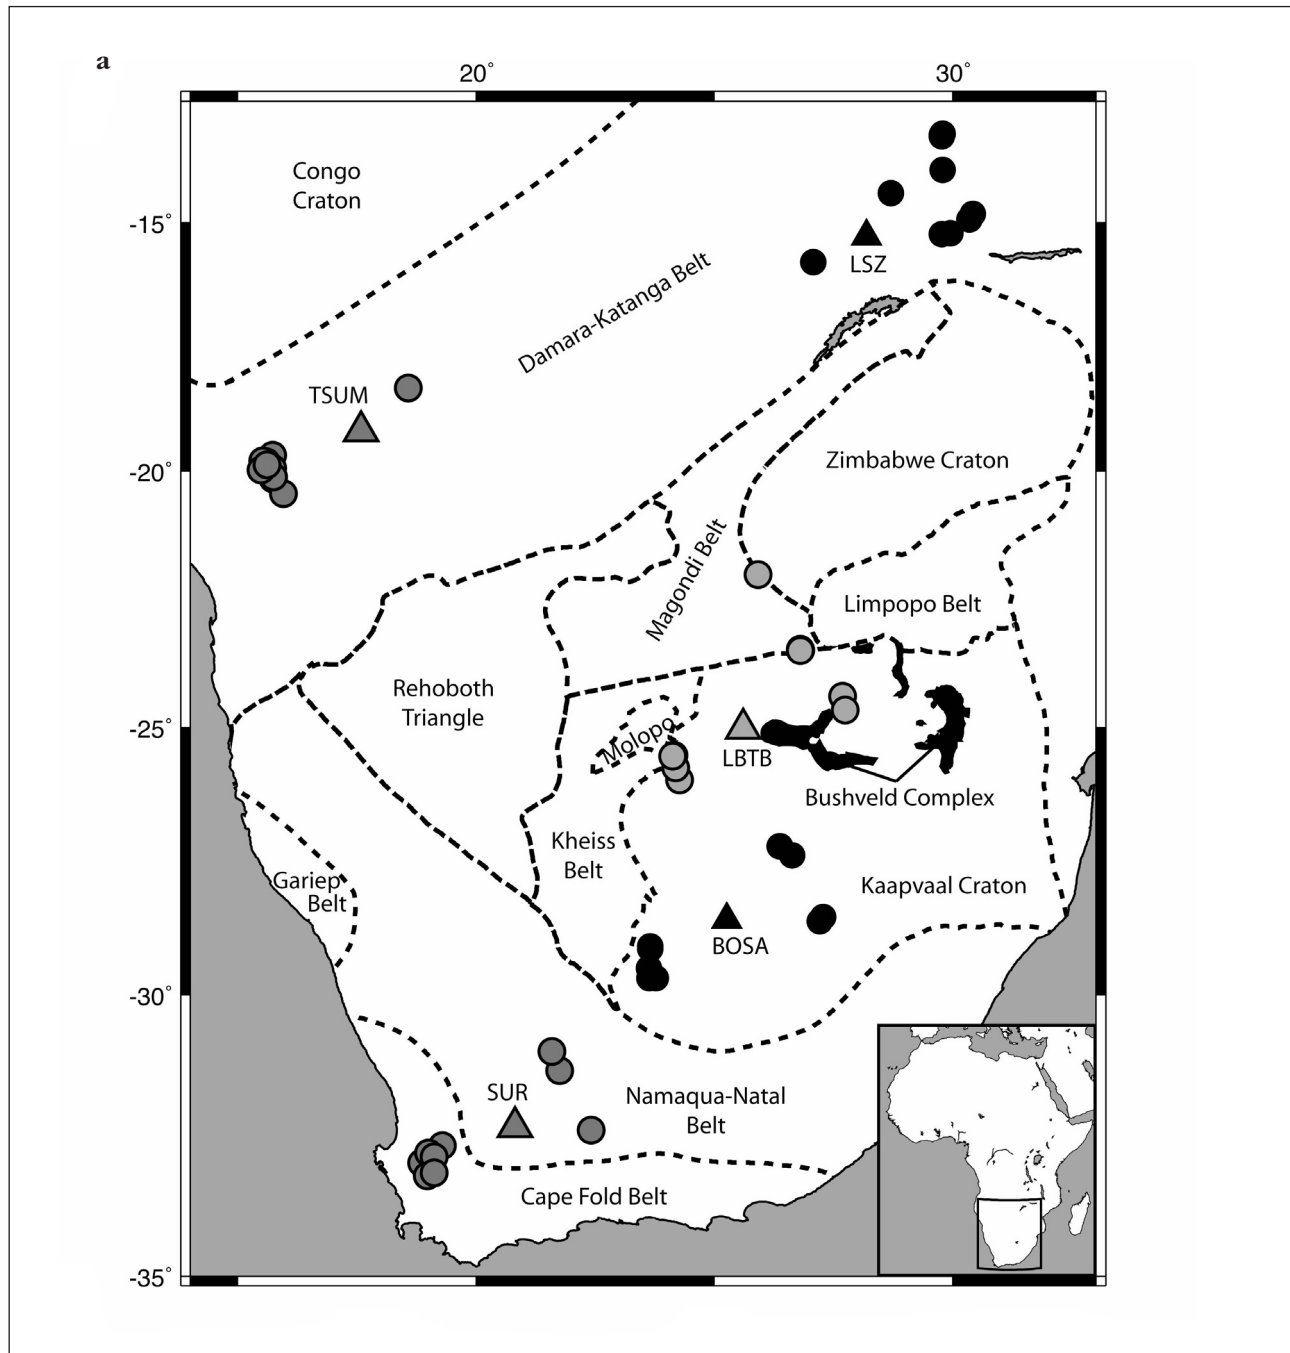 a
20°
30°
Congo
Craton
-15°
LSZ
Damara-Katanga Belt
TSUM
Zimbabwe Craton
-20°
Magondi Belt
Limpopo Belt
Rehoboth
Triangle
-25°
Molopo
LBTB
Bushveld Complex
Kheiss
Belt
Gariep
Belt
Kaapvaal Craton
BOSA
-30°
SUR
Namaqua-Natal
Belt
Cape Fold Belt
-35°